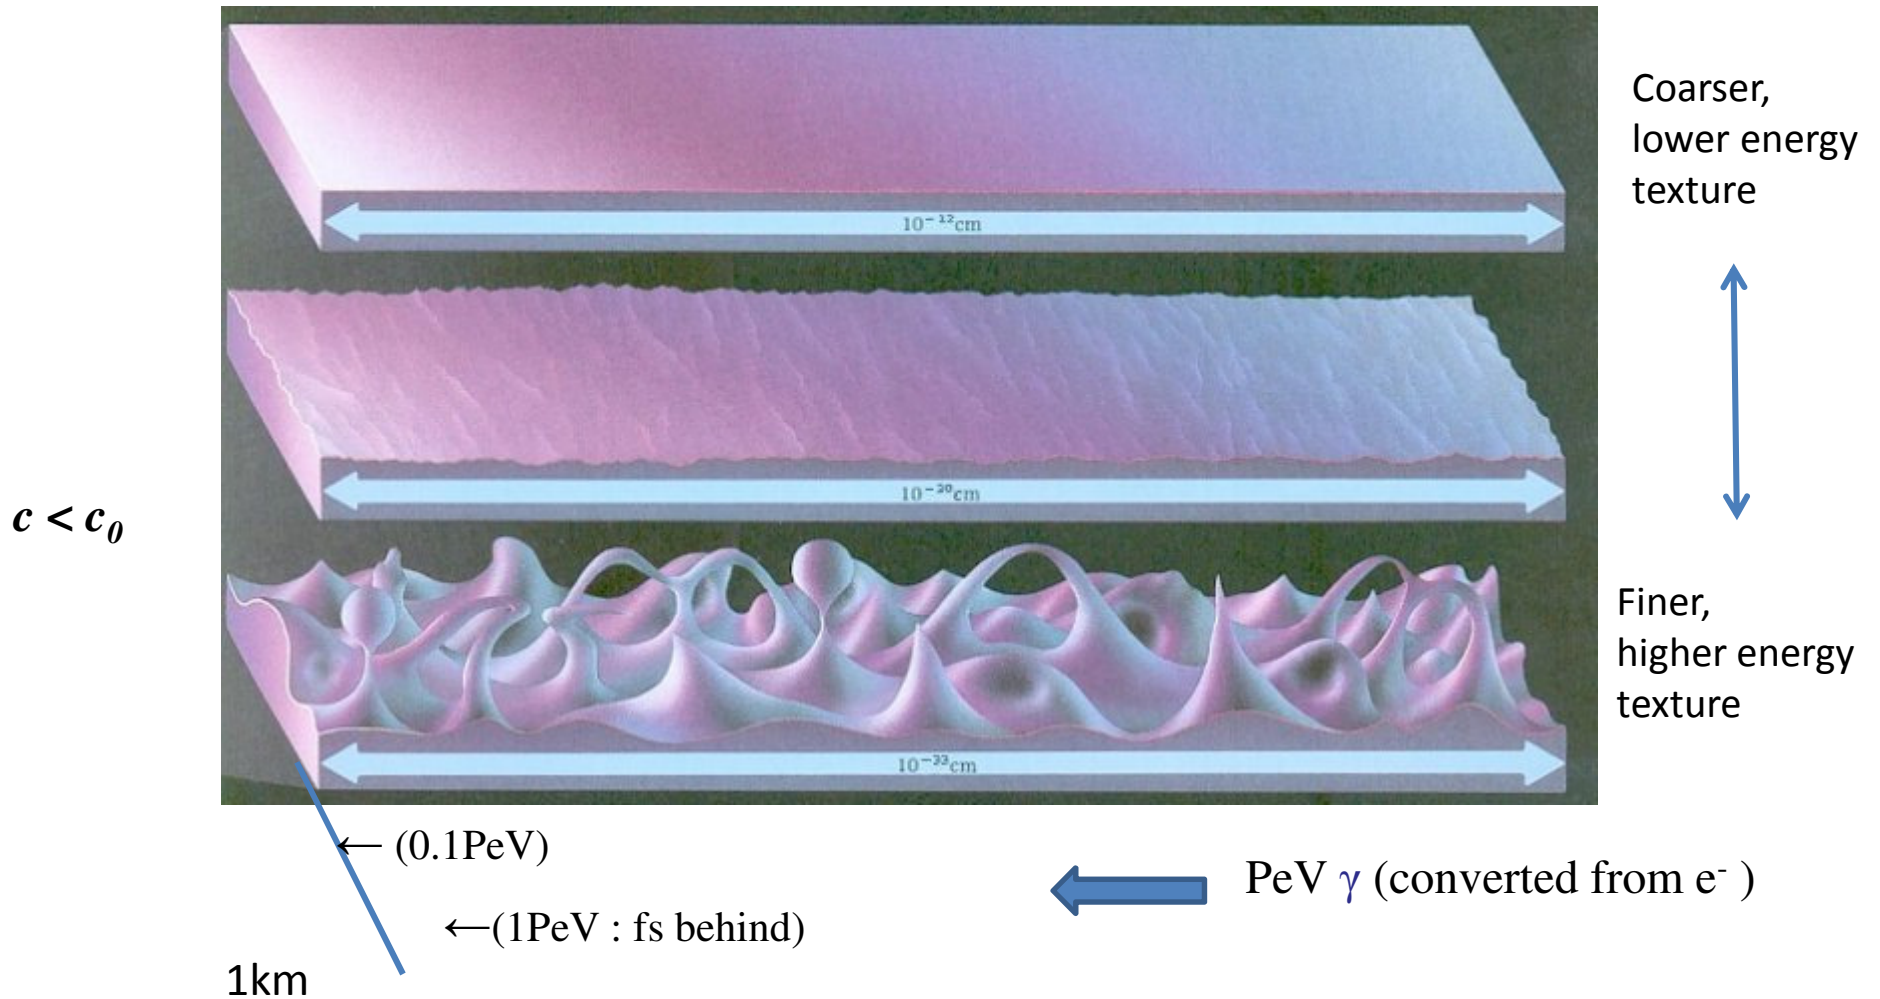 Coarser,
lower energy
texture
10⁻¹²cm
10⁻³⁰cm
c < c₀
Finer,
higher energy
texture
10⁻³³cm
← (0.1PeV)
PeV γ (converted from e⁻ )
←(1PeV : fs behind)
1km